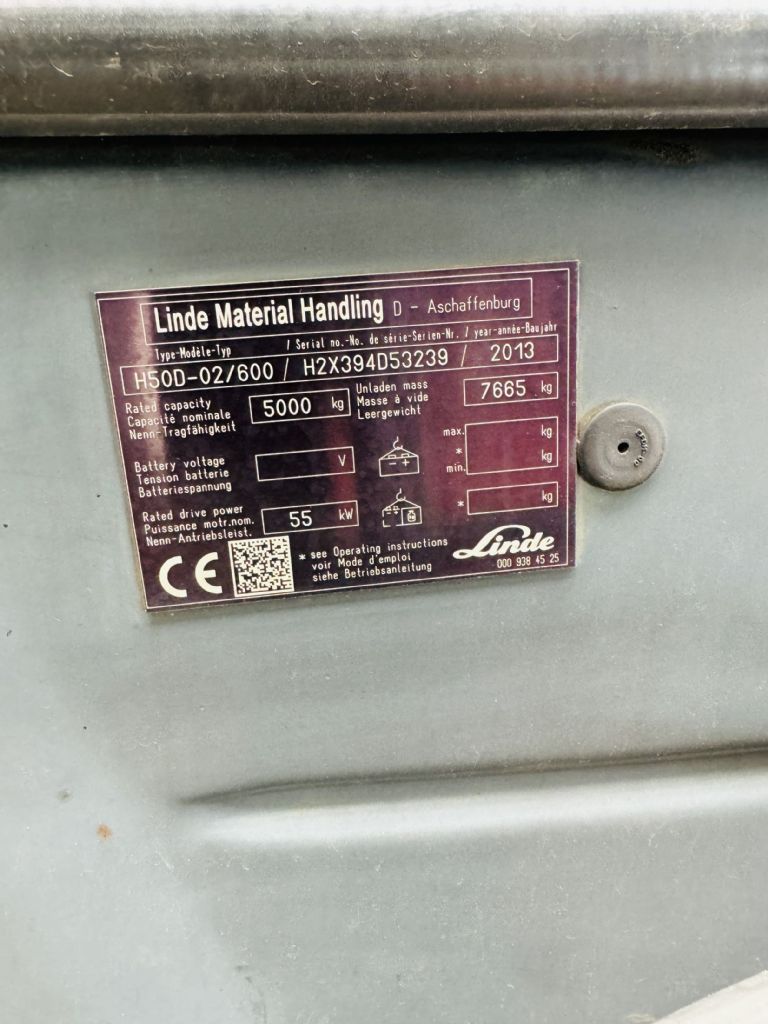 Linde Material Handling D - Aschaffenburg
Type-Modèle-Typ / Serial no.-No. de série-Serien-Nr. / year-année-Baujahr
H50D-02/600 / H2X394D53239 / 2013
Rated capacity
Capacité nominale
Nenn-Tragfähigkeit
5000 kg
Unladen mass
Masse à vide
Leergewicht
7665 kg
Battery voltage
Tension batterie
Batteriespannung
V
max. kg
*
min. kg
Rated drive power
Puissance motr.nom.
Nenn-Antriebsleist.
55 kW
* kg
CE
* see Operating instructions
voir Mode d'emploi
siehe Betriebsanleitung
Linde
000 938 45 25